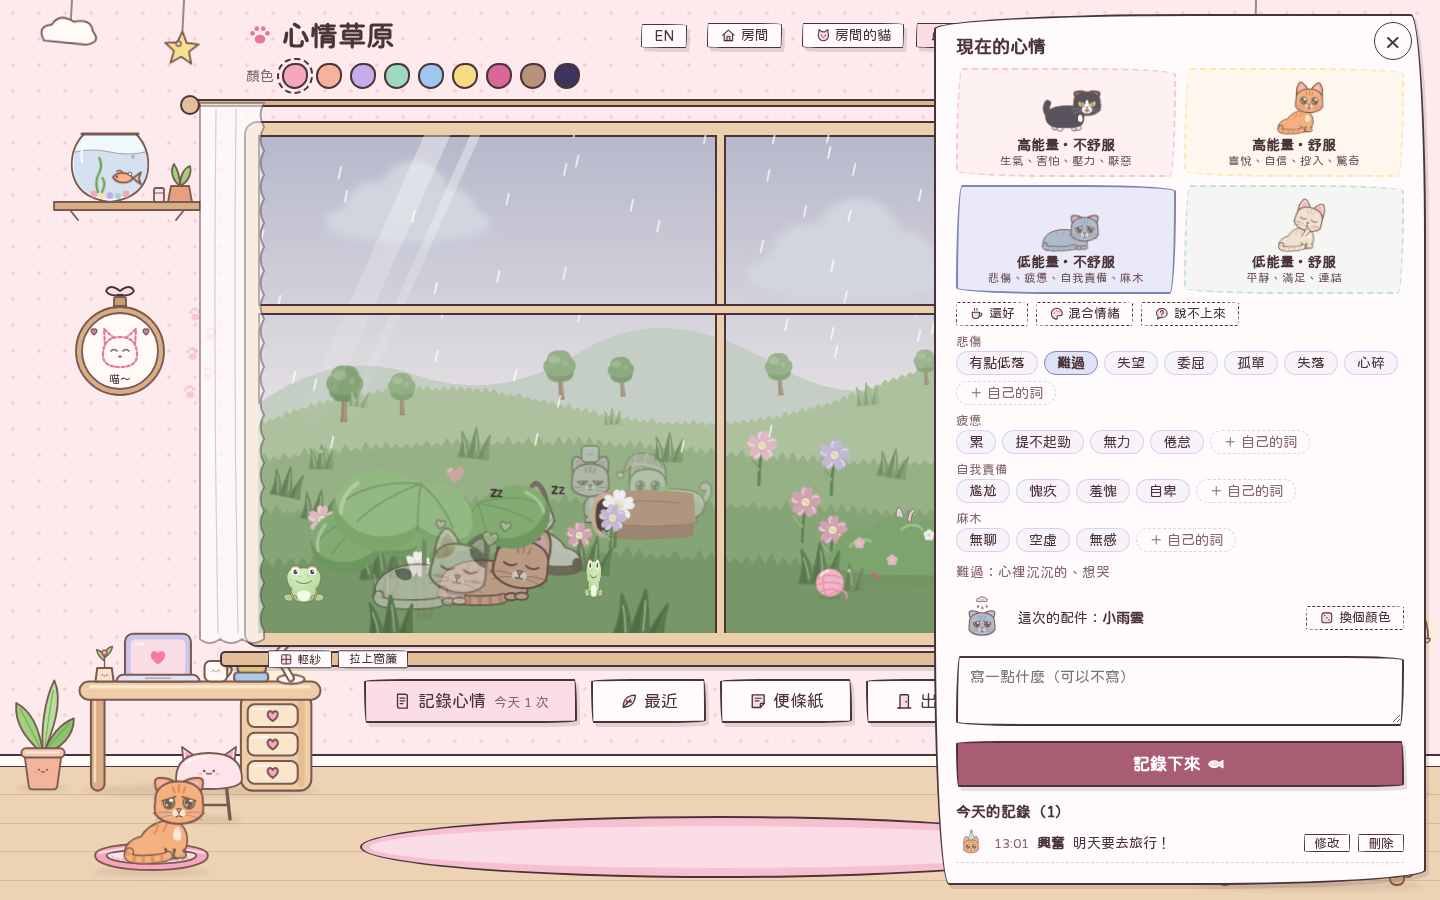 心情草原
EN
房間
房間的貓
顏色
喵~
zz
zz
輕紗
拉上窗簾
記錄心情 今天 1 次
最近
便條紙
出
現在的心情
高能量・不舒服
生氣、害怕、壓力、厭惡
高能量・舒服
喜悅、自信、投入、驚奇
低能量・不舒服
悲傷、疲憊、自我責備、麻木
低能量・舒服
平靜、滿足、連結
還好
混合情緒
說不上來
悲傷
有點低落 難過 失望 委屈 孤單 失落 心碎
+ 自己的詞
疲憊
累 提不起勁 無力 倦怠 + 自己的詞
自我責備
尷尬 愧疚 羞愧 自卑 + 自己的詞
麻木
無聊 空虛 無感 + 自己的詞
難過：心裡沉沉的、想哭
這次的配件：小雨雲
換個顏色
寫一點什麼（可以不寫）
記錄下來
今天的記錄（1）
13:01 興奮 明天要去旅行！
修改 刪除